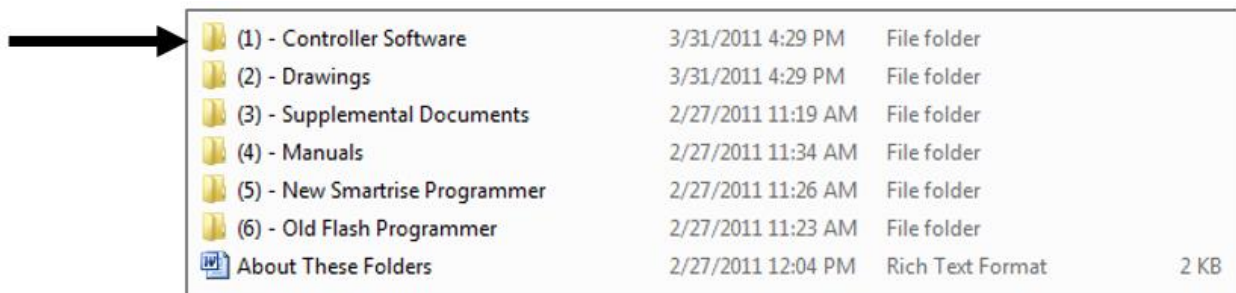 (1) - Controller Software 3/31/2011 4:29 PM File folder
(2) - Drawings 3/31/2011 4:29 PM File folder
(3) - Supplemental Documents 2/27/2011 11:19 AM File folder
(4) - Manuals 2/27/2011 11:34 AM File folder
(5) - New Smartrise Programmer 2/27/2011 11:26 AM File folder
(6) - Old Flash Programmer 2/27/2011 11:23 AM File folder
About These Folders 2/27/2011 12:04 PM Rich Text Format 2 KB